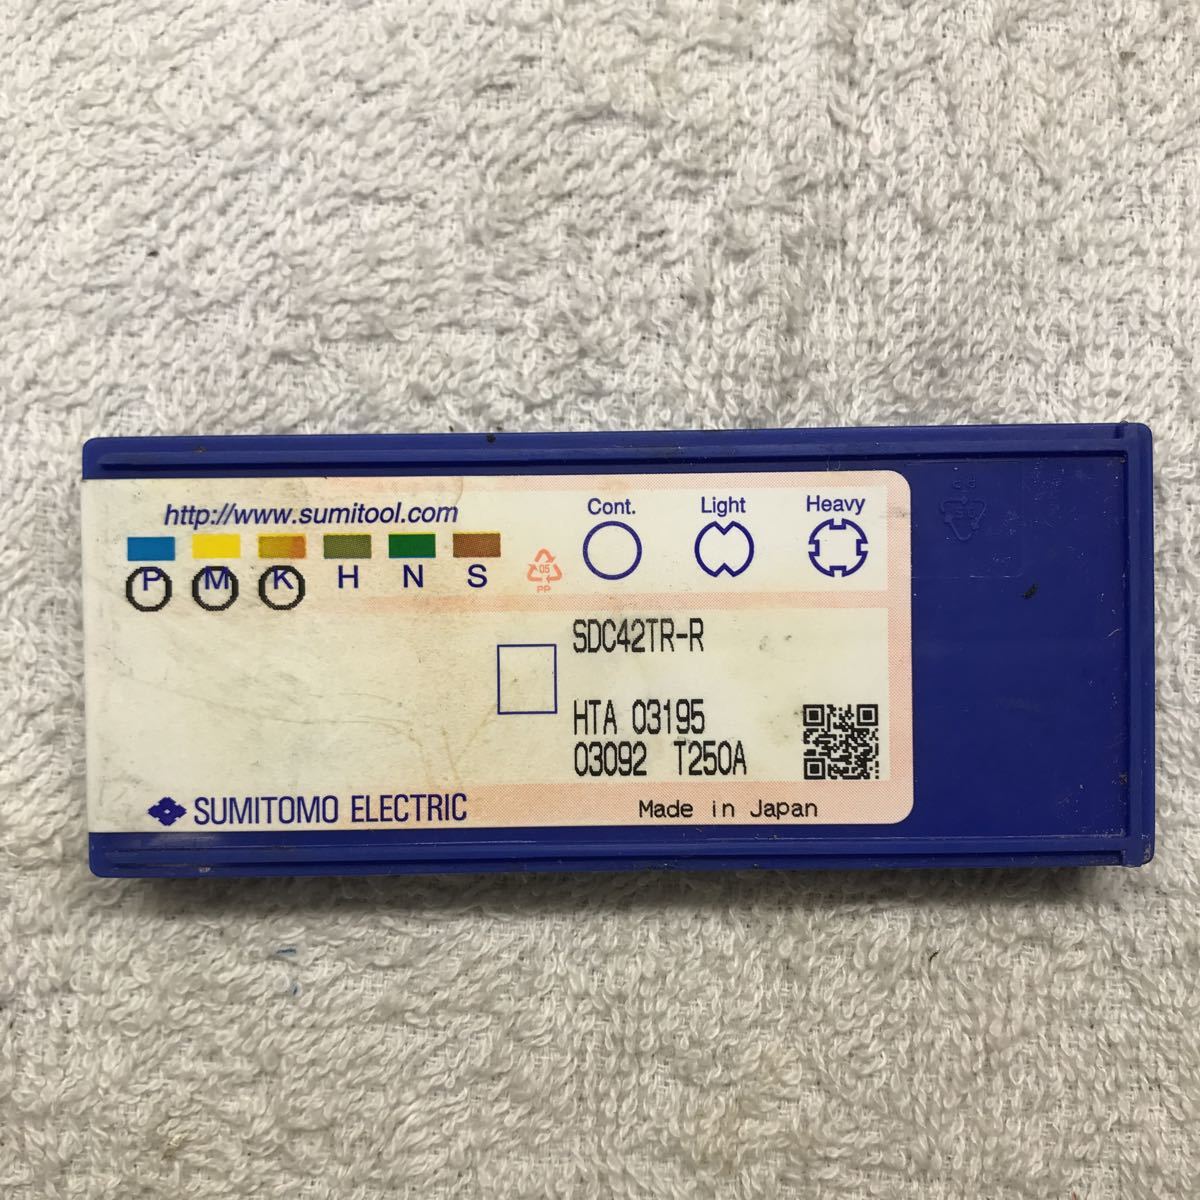 http://www.sumitool.com
P M K H N S
05
PP
Cont. Light Heavy
SDC42TR-R
HTA 03195
03092 T250A
SUMITOMO ELECTRIC
Made in Japan